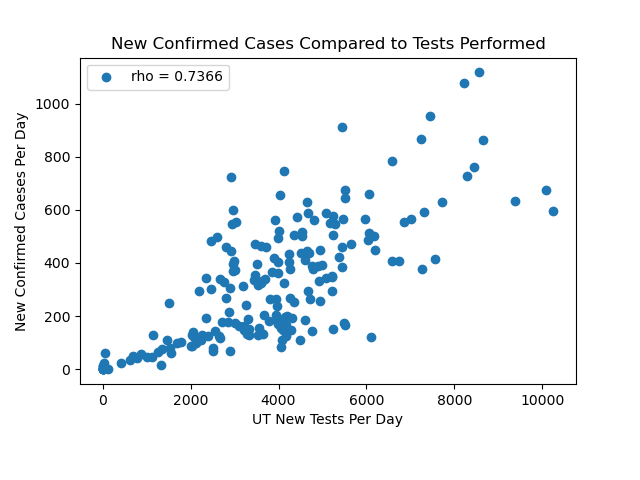 New Confirmed Cases Compared to Tests Performed
rho = 0.7366
New Confirmed Caeses Per Day
1000
800
600
400
200
0
0 2000 4000 6000 8000 10000
UT New Tests Per Day